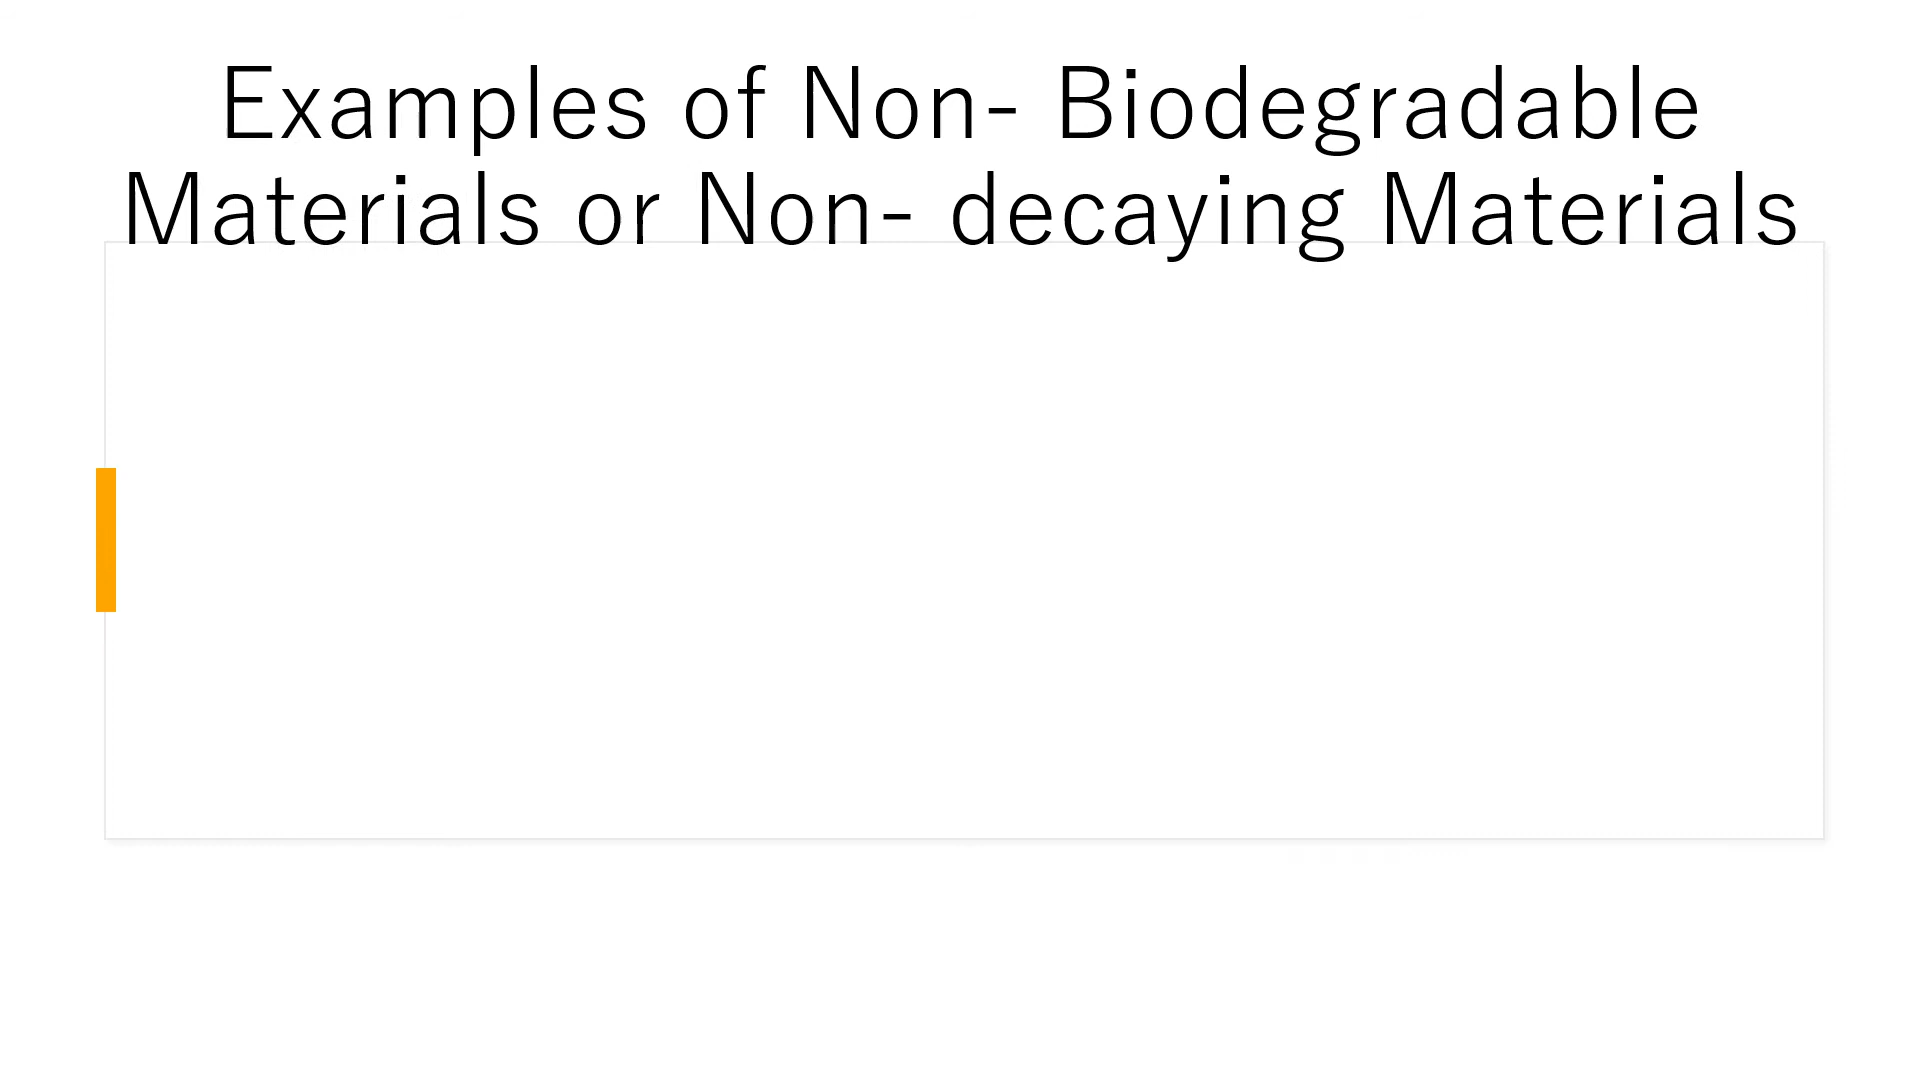 Examples of Non- Biodegradable
Materials or Non- decaying Materials